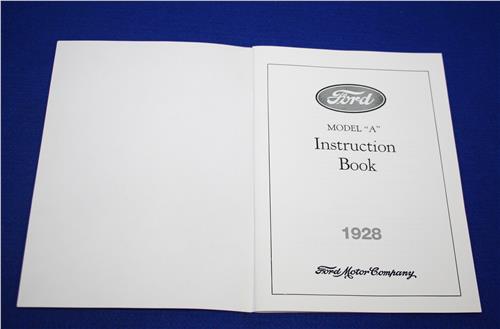 Ford
MODEL "A"
Instruction
Book
1928
Ford Motor Company